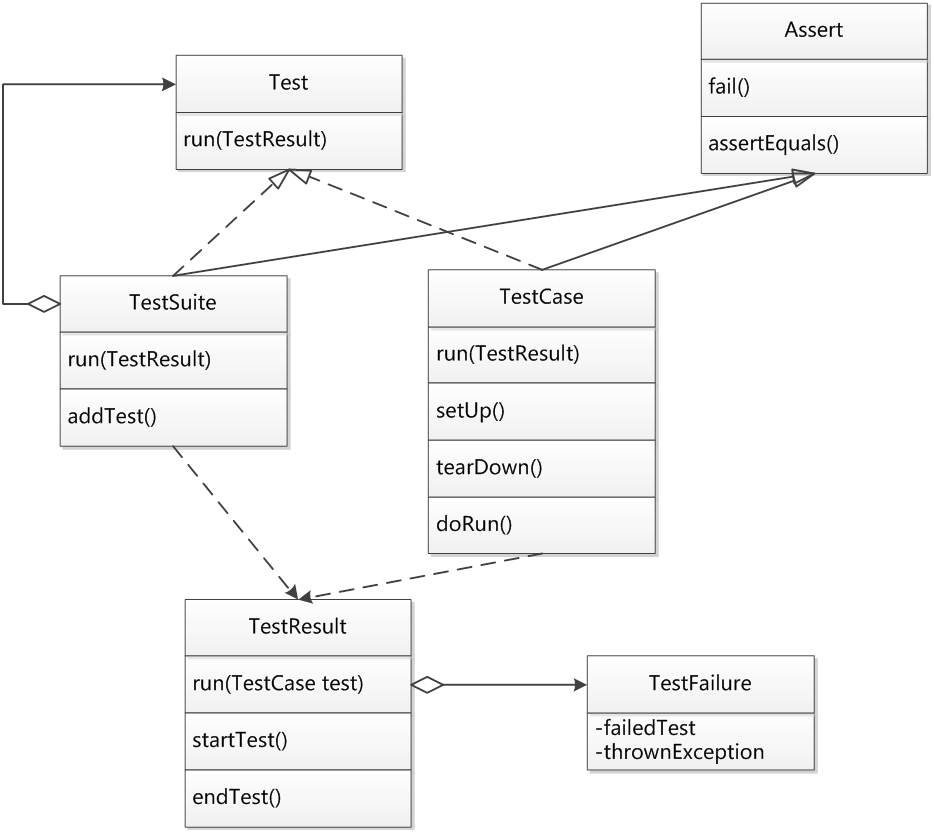 Assert
fail()
assertEquals()
Test
run(TestResult)
TestSuite
run(TestResult)
addTest()
TestCase
run(TestResult)
setUp()
tearDown()
doRun()
TestResult
run(TestCase test)
startTest()
endTest()
TestFailure
-failedTest
-thrownException